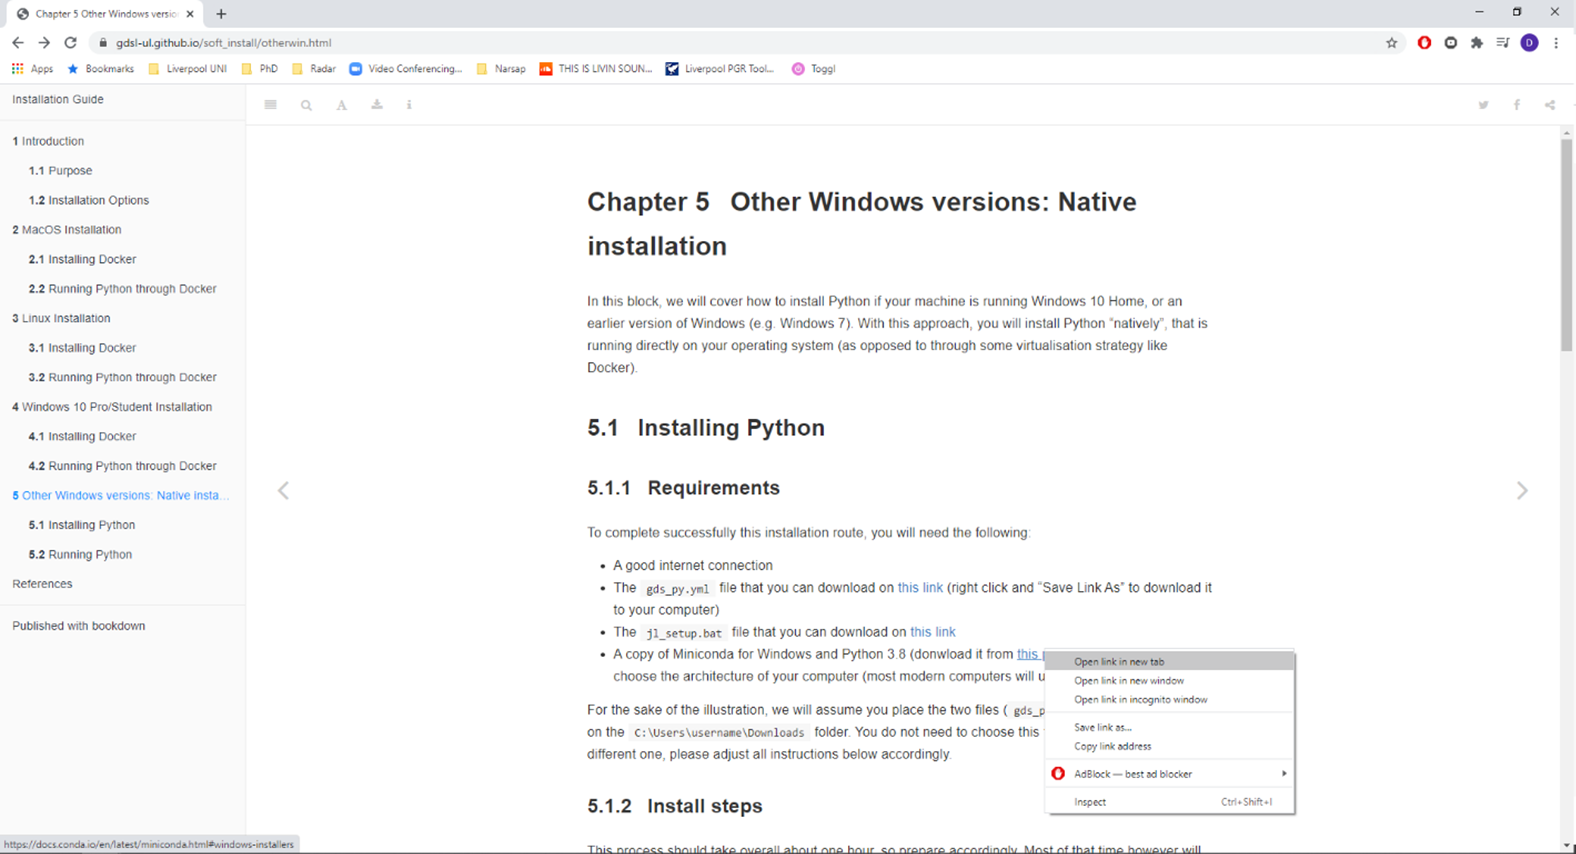 Chapter 5 Other Windows versio
gdsl-ul.github.io/soft_install/otherwin.html
D
Apps Bookmarks Liverpool UNI PhD Radar Video Conferencing... Narsap THIS IS LIVIN SOUN... Liverpool PGR Tool... Toggl
Installation Guide
1 Introduction
1.1 Purpose
1.2 Installation Options
2 MacOS Installation
2.1 Installing Docker
2.2 Running Python through Docker
3 Linux Installation
3.1 Installing Docker
3.2 Running Python through Docker
4 Windows 10 Pro/Student Installation
4.1 Installing Docker
4.2 Running Python through Docker
5 Other Windows versions: Native insta...
5.1 Installing Python
5.2 Running Python
References
Published with bookdown
Chapter 5 Other Windows versions: Native
installation
In this block, we will cover how to install Python if your machine is running Windows 10 Home, or an
earlier version of Windows (e.g. Windows 7). With this approach, you will install Python “natively”, that is
running directly on your operating system (as opposed to through some virtualisation strategy like
Docker).
5.1 Installing Python
5.1.1 Requirements
To complete successfully this installation route, you will need the following:
• A good internet connection
• The gds_py.yml file that you can download on this link (right click and “Save Link As” to download it
to your computer)
• The jl_setup.bat file that you can download on this link
• A copy of Miniconda for Windows and Python 3.8 (donwload it from this p
choose the architecture of your computer (most modern computers will u
For the sake of the illustration, we will assume you place the two files ( gds_p
on the C:\Users\username\Downloads folder. You do not need to choose this
different one, please adjust all instructions below accordingly.
5.1.2 Install steps
This process should take overall about one hour, so prepare accordingly. Most of that time however will
Open link in new tab
Open link in new window
Open link in incognito window
Save link as...
Copy link address
AdBlock — best ad blocker
Inspect Ctrl+Shift+I
https://docs.conda.io/en/latest/miniconda.html#windows-installers